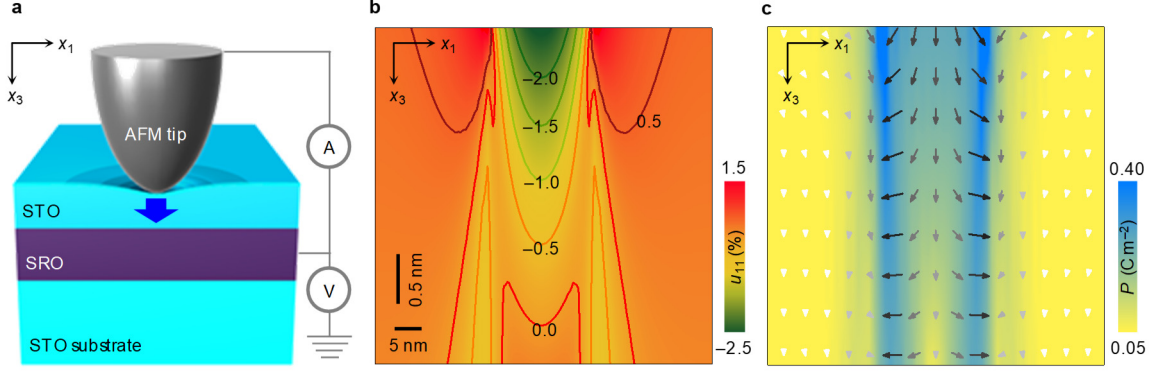 a
x₁
x₃
AFM tip
A
STO
SRO
V
STO substrate
b
x₁
x₃
−2.0
−1.5
0.5
−1.0
−0.5
0.0
0.5 nm
5 nm
1.5
u₁₁ (%)
−2.5
c
x₁
x₃
0.40
P (C m⁻²)
0.05